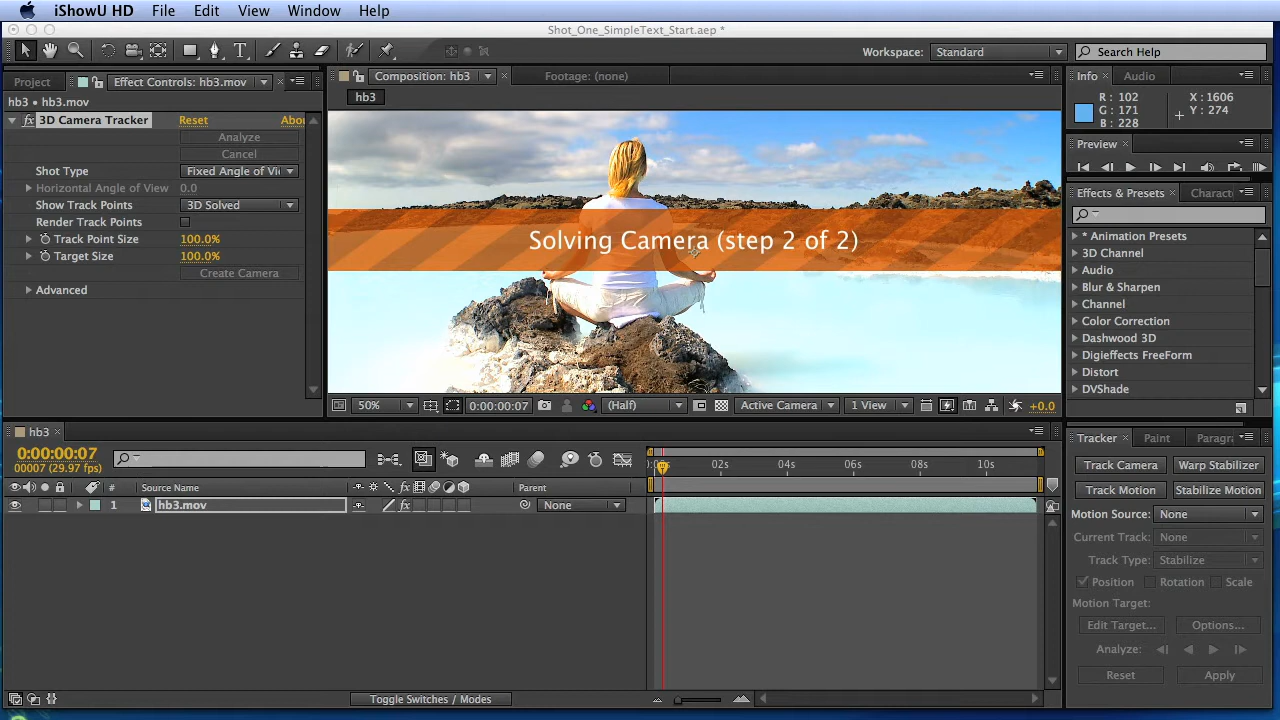 iShowU HD File Edit View Window Help
Shot_One_SimpleText_Start.aep *
Workspace: Standard Search Help
Project Effect Controls: hb3.mov
hb3 • hb3.mov
3D Camera Tracker Reset
Analyze
Cancel
Shot Type Fixed Angle of Vi
Horizontal Angle of View 0.0
Show Track Points 3D Solved
Render Track Points
Track Point Size 100.0%
Target Size 100.0%
Create Camera
Advanced
Composition: hb3 Footage: (none)
hb3
Solving Camera (step 2 of 2)
50% 0:00:00:07 (Half) Active Camera 1 View +0.0
Info Audio
R: 102 X: 1606
G: 171 Y: 274
B: 228
Preview
Effects & Presets Charact
* Animation Presets
3D Channel
Audio
Blur & Sharpen
Channel
Color Correction
Dashwood 3D
Digieffects FreeForm
Distort
DVShade
hb3
0:00:00:07
00007 (29.97 fps)
02s 04s 06s 08s 10s
# Source Name Parent
1 hb3.mov None
Toggle Switches / Modes
Tracker Paint Paragra
Track Camera Warp Stabilizer
Track Motion Stabilize Motion
Motion Source: None
Current Track: None
Track Type: Stabilize
Position Rotation Scale
Motion Target:
Edit Target... Options...
Analyze:
Reset Apply